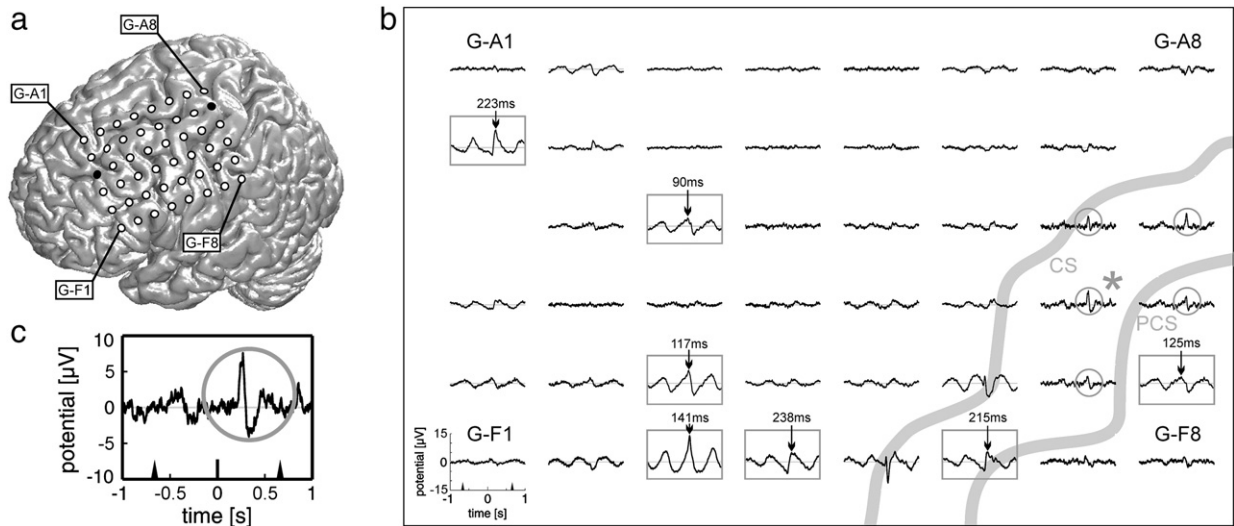 a
G-A8
G-A1
G-F8
G-F1
b
G-A1
G-A8
223ms
90ms
CS
*
PCS
117ms
125ms
141ms
238ms
215ms
G-F1
G-F8
potential [µV]
15
0
-15
-1
0
1
time [s]
c
potential [µV]
10
5
0
-5
-10
-1
-0.5
0
0.5
1
time [s]